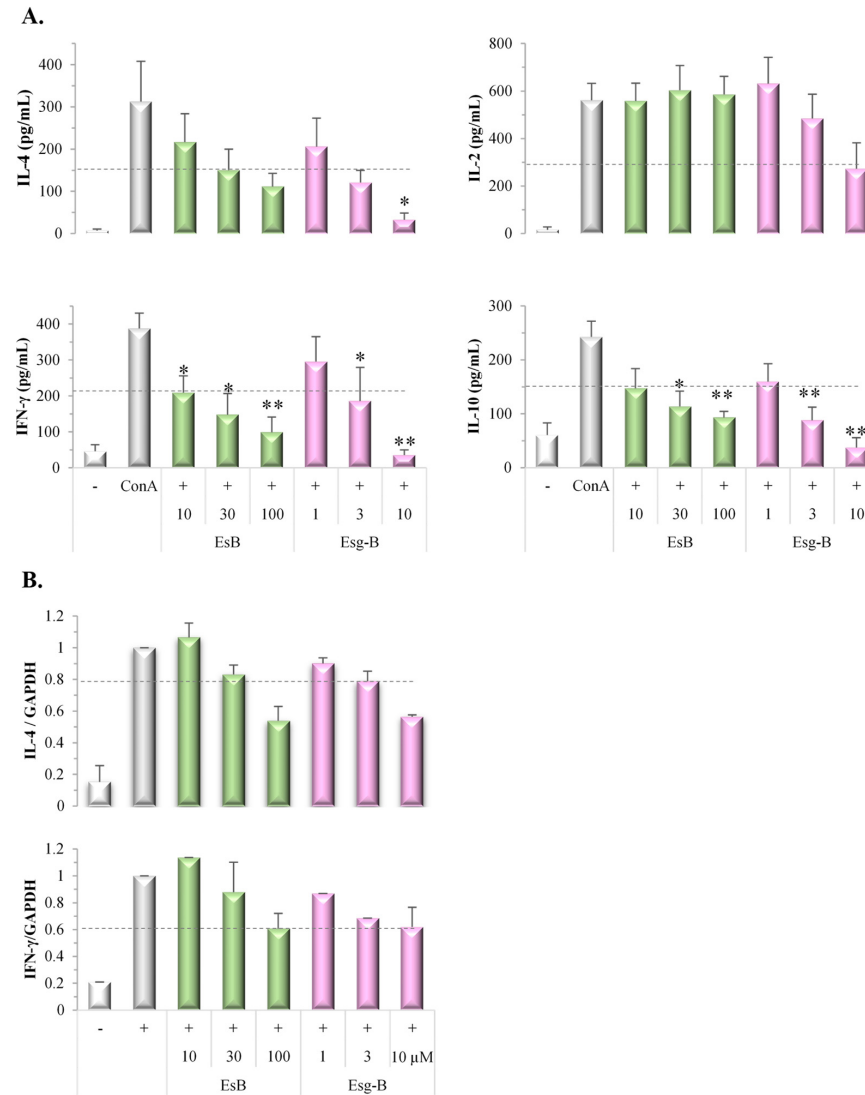 A.
IL-4 (pg/mL)
400
300
200
100
0
*
IL-2 (pg/mL)
800
600
400
200
0
IFN-γ (pg/mL)
400
300
200
100
0
* * ** * **
- ConA + + + + + +
10 30 100 1 3 10
EsB Esg-B
IL-10 (pg/mL)
300
200
100
0
* ** ** **
- ConA + + + + + +
10 30 100 1 3 10
EsB Esg-B
B.
IL-4 / GAPDH
1.2
1
0.8
0.6
0.4
0.2
0
IFN-γ/GAPDH
1.2
1
0.8
0.6
0.4
0.2
0
- + + + + + + +
10 30 100 1 3 10 µM
EsB Esg-B